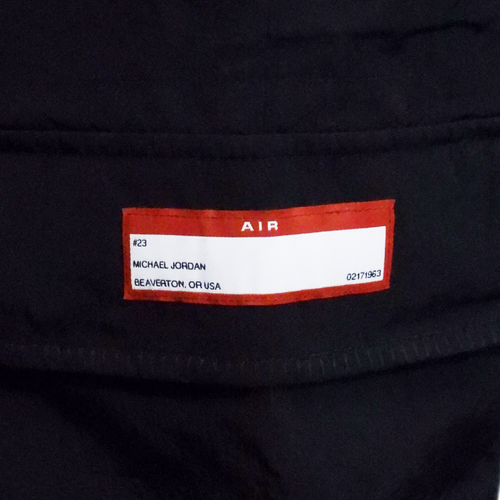 AIR
#23
MICHAEL JORDAN
BEAVERTON, OR USA
02171963